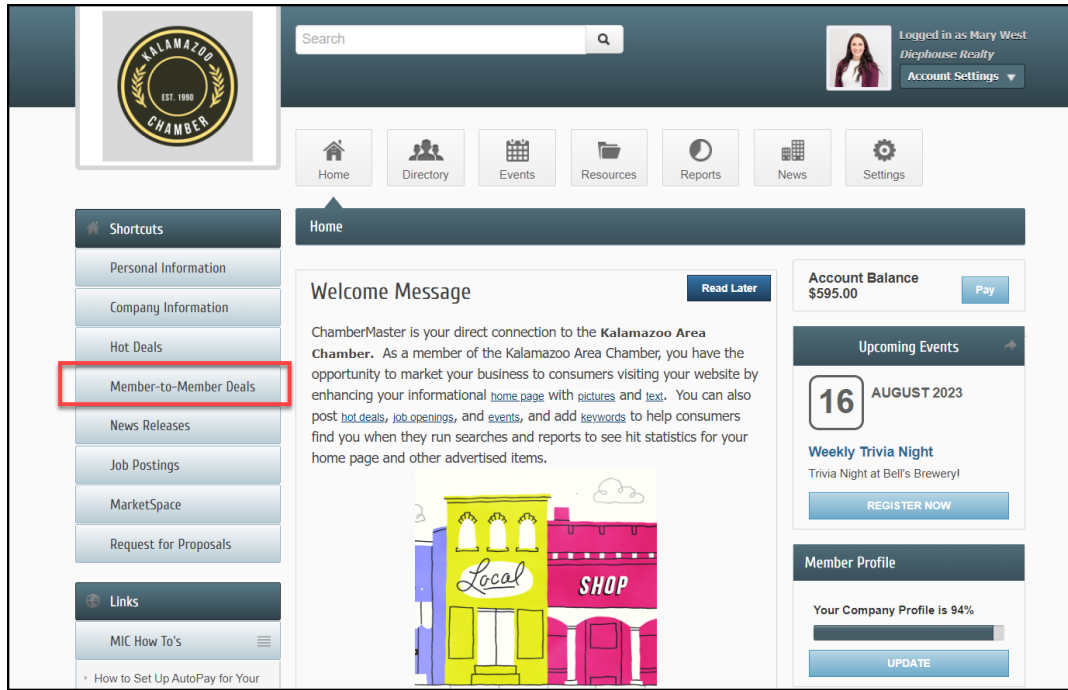 KALAMAZOO
EST. 1990
CHAMBER
Search
Logged in as Mary West
Diephouse Realty
Account Settings
Home
Directory
Events
Resources
Reports
News
Settings
Shortcuts
Personal Information
Company Information
Hot Deals
Member-to-Member Deals
News Releases
Job Postings
MarketSpace
Request for Proposals
Links
MIC How To's
How to Set Up AutoPay for Your
Home
Welcome Message
Read Later
ChamberMaster is your direct connection to the Kalamazoo Area
Chamber. As a member of the Kalamazoo Area Chamber, you have the
opportunity to market your business to consumers visiting your website by
enhancing your informational home page with pictures and text. You can also
post hot deals, job openings, and events, and add keywords to help consumers
find you when they run searches and reports to see hit statistics for your
home page and other advertised items.
Local
SHOP
Account Balance
$595.00
Pay
Upcoming Events
16
AUGUST 2023
Weekly Trivia Night
Trivia Night at Bell's Brewery!
REGISTER NOW
Member Profile
Your Company Profile is 94%
UPDATE